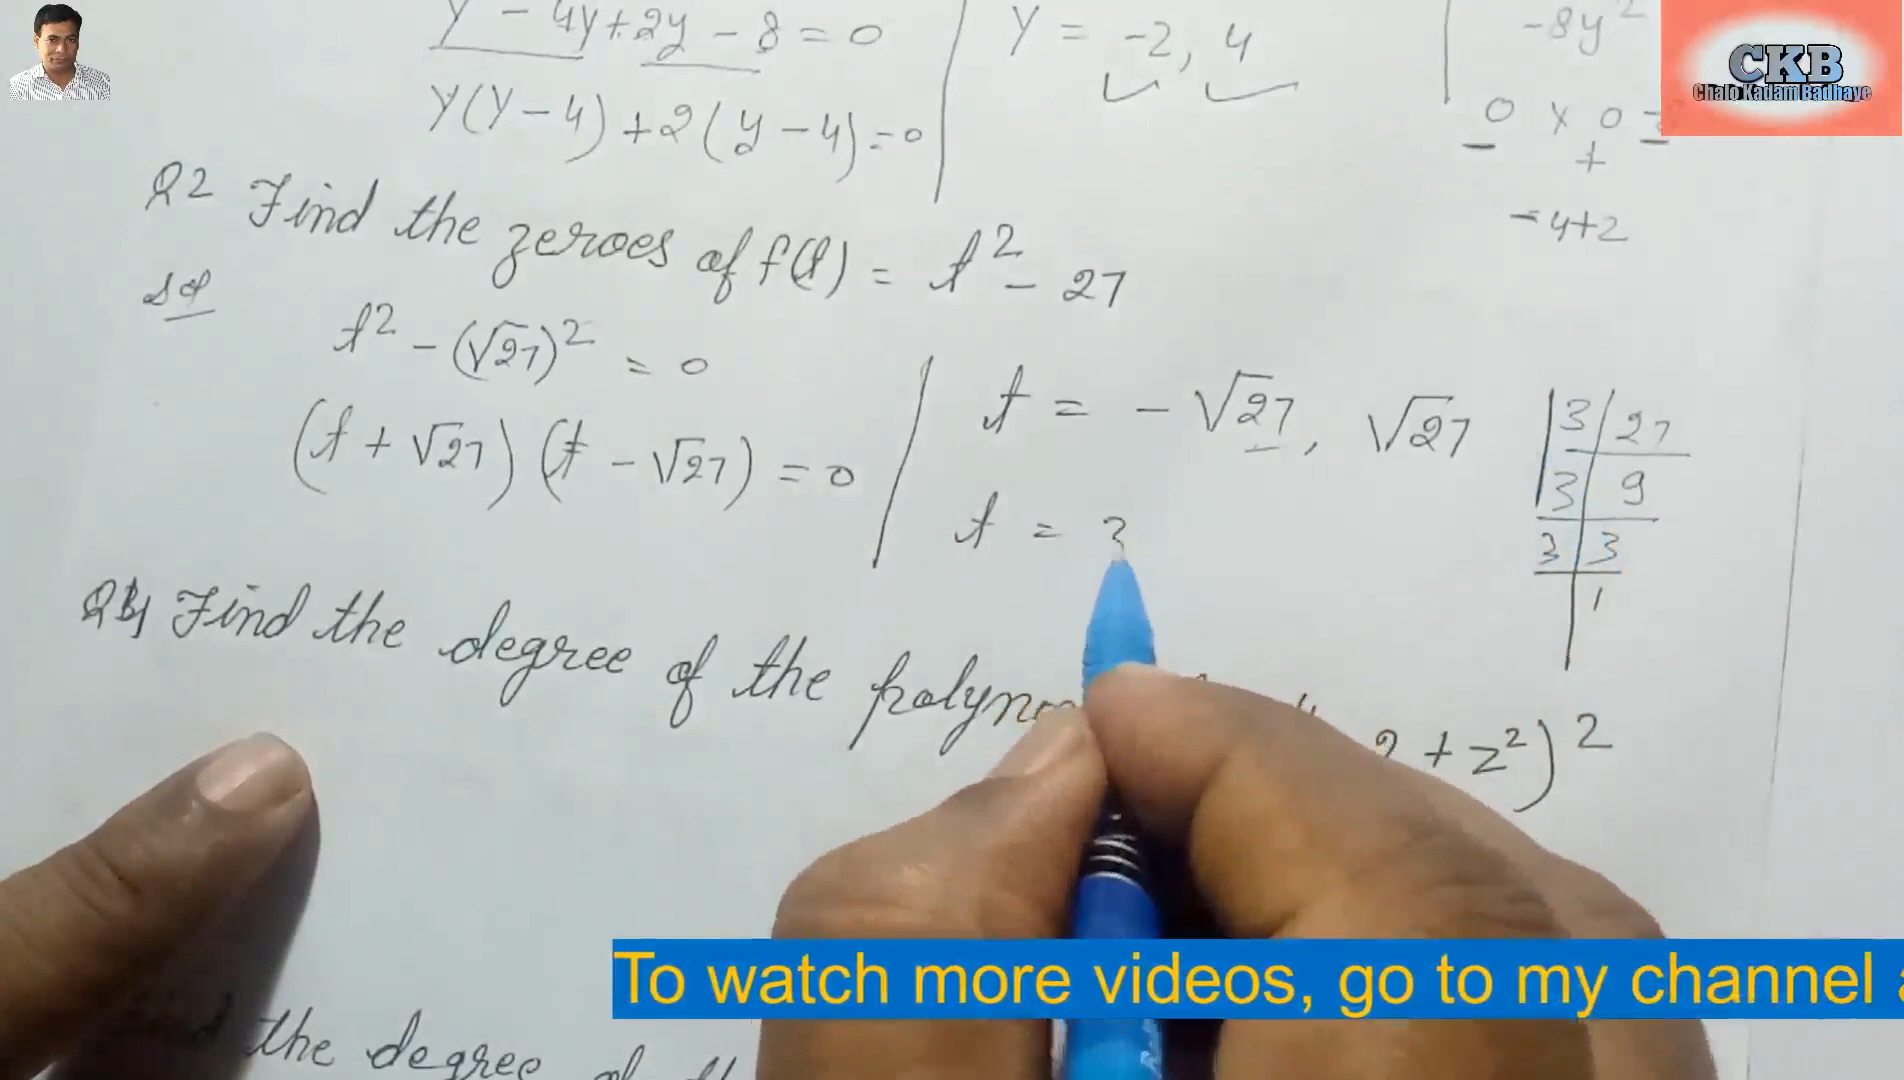 y - 4y + 2y - 8 = 0
y(y - 4) + 2(y - 4) = 0
y = -2, 4
-8y²
0 x 0
+
-4+2
CKB
Chalo Kadam Badhaye
Q2 Find the zeroes of f(t) = t² - 27
Sol
t² - (√27)² = 0
(t + √27) (t - √27) = 0
t = - √27, √27
t = 3
3 | 27
3 | 9
3 | 3
1
Find the degree of the
2 + z²)²
the degree of
To watch more videos, go to my channel